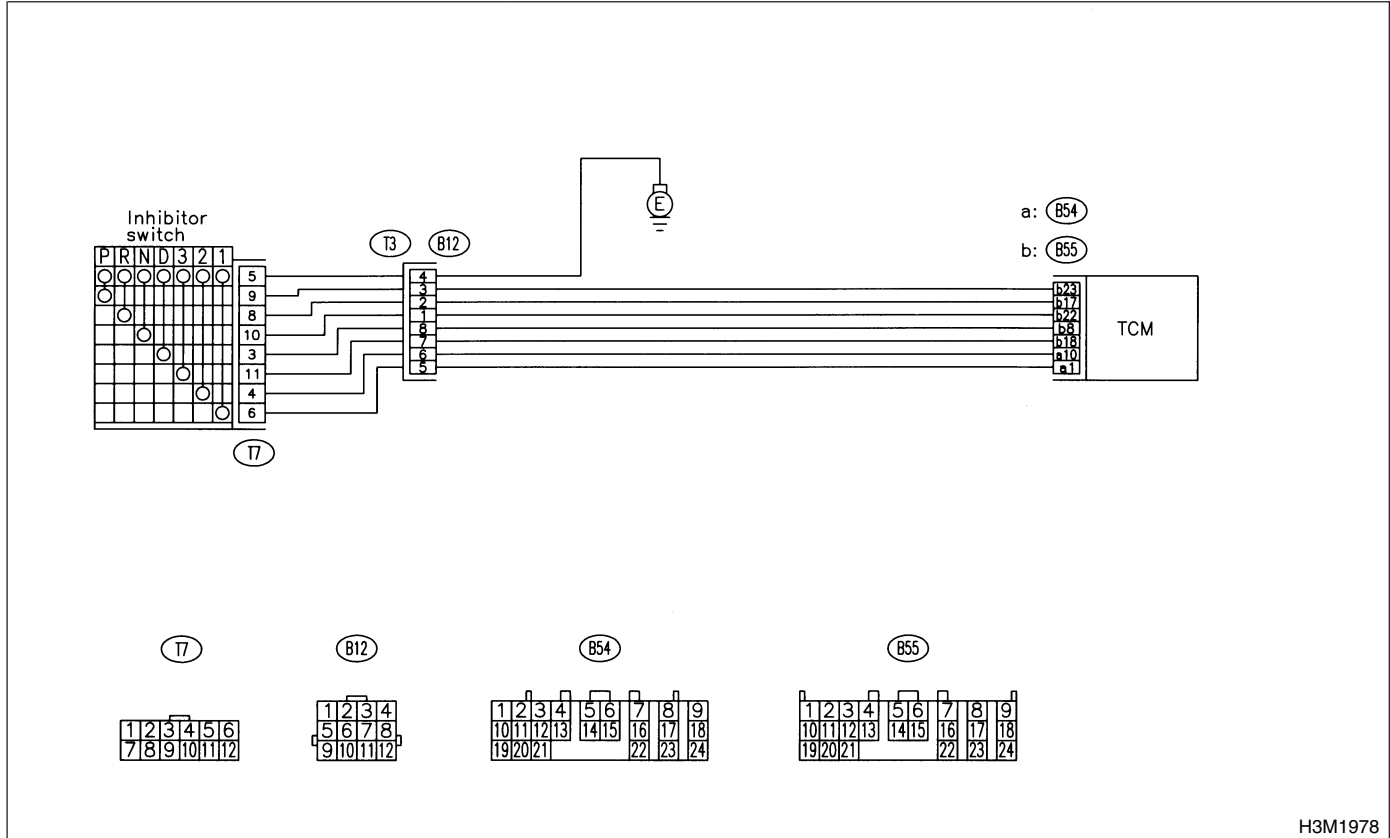 Inhibitor
switch
P R N D 3 2 1
5
9
8
10
3
11
4
6
T7
T3 B12
4
3
2
1
8
7
6
5
E
a: B54
b: B55
b23
b17
b22
b8
b18
a10
a1
TCM
T7
1 2 3 4 5 6
7 8 9 10 11 12
B12
1 2 3 4
5 6 7 8
9 10 11 12
B54
1 2 3 4 5 6 7 8 9
10 11 12 13 14 15 16 17 18
19 20 21 22 23 24
B55
1 2 3 4 5 6 7 8 9
10 11 12 13 14 15 16 17 18
19 20 21 22 23 24
H3M1978